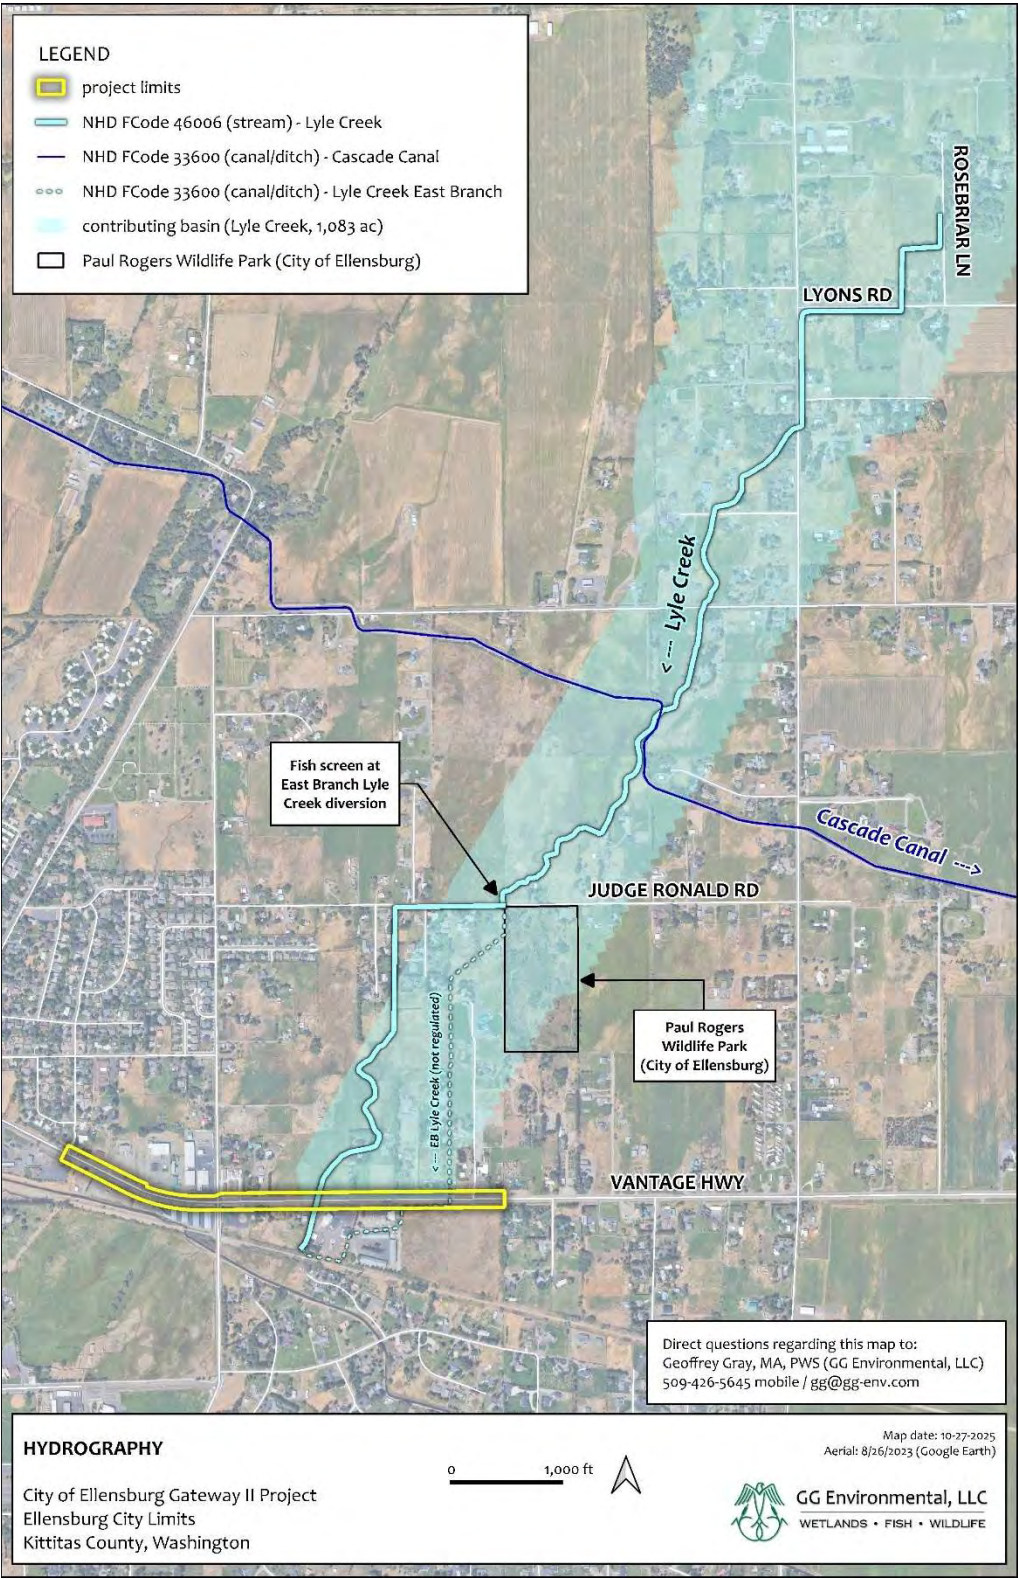 LEGEND
project limits
NHD FCode 46006 (stream) - Lyle Creek
NHD FCode 33600 (canal/ditch) - Cascade Canal
NHD FCode 33600 (canal/ditch) - Lyle Creek East Branch
contributing basin (Lyle Creek, 1,083 ac)
Paul Rogers Wildlife Park (City of Ellensburg)
ROSEBRIAR LN
LYONS RD
<--- Lyle Creek
Fish screen at
East Branch Lyle
Creek diversion
Cascade Canal --->
JUDGE RONALD RD
<--- EB Lyle Creek (not regulated)
Paul Rogers
Wildlife Park
(City of Ellensburg)
VANTAGE HWY
Direct questions regarding this map to:
Geoffrey Gray, MA, PWS (GG Environmental, LLC)
509-426-5645 mobile / gg@gg-env.com
HYDROGRAPHY
City of Ellensburg Gateway II Project
Ellensburg City Limits
Kittitas County, Washington
0 1,000 ft
Map date: 10-27-2025
Aerial: 8/26/2023 (Google Earth)
GG Environmental, LLC
WETLANDS • FISH • WILDLIFE